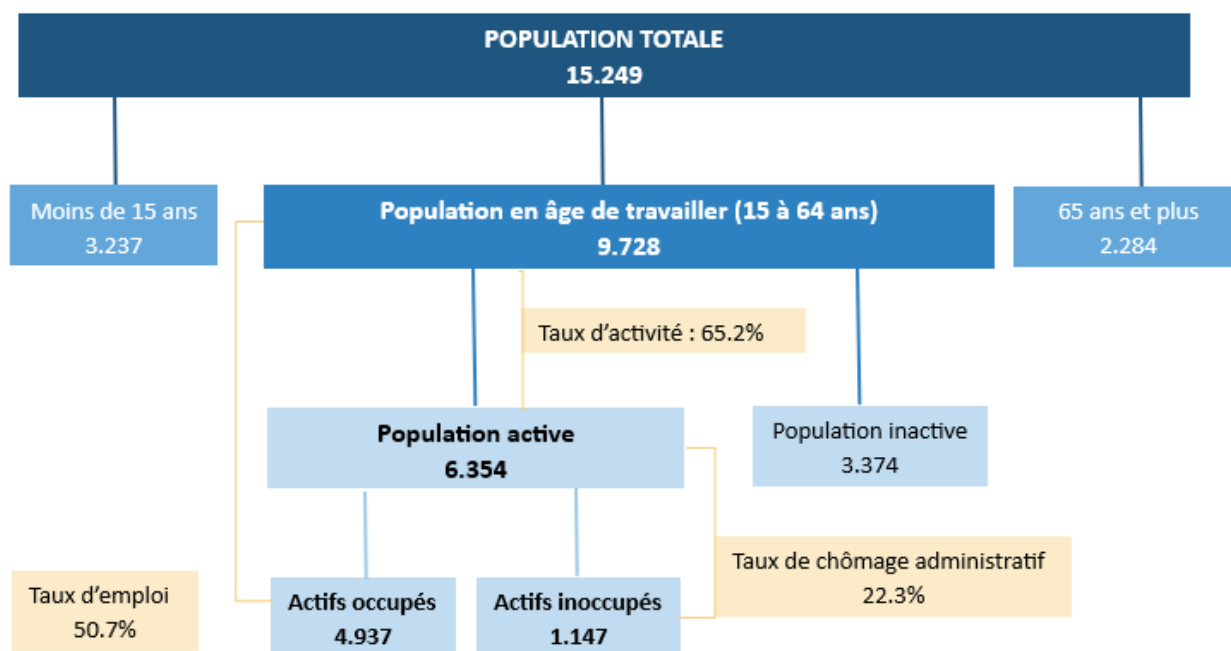 POPULATION TOTALE
15.249
Moins de 15 ans
3.237
Population en âge de travailler (15 à 64 ans)
9.728
65 ans et plus
2.284
Taux d’activité : 65.2%
Population active
6.354
Population inactive
3.374
Taux de chômage administratif
22.3%
Taux d’emploi
50.7%
Actifs occupés
4.937
Actifs inoccupés
1.147